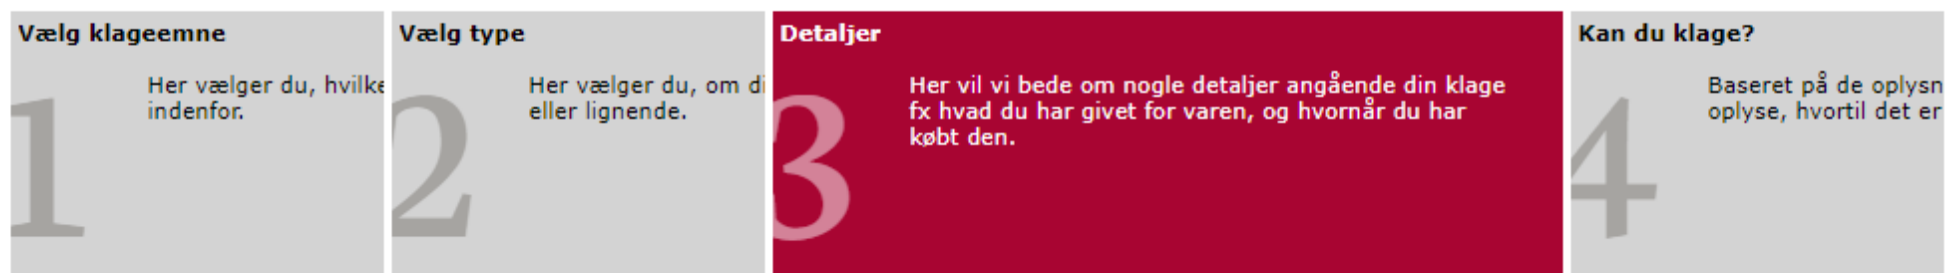 Vælg klageemne
1
Her vælger du, hvilke
indenfor.
Vælg type
2
Her vælger du, om di
eller lignende.
Detaljer
3
Her vil vi bede om nogle detaljer angående din klage
fx hvad du har givet for varen, og hvornår du har
købt den.
Kan du klage?
4
Baseret på de oplysn
oplyse, hvortil det er